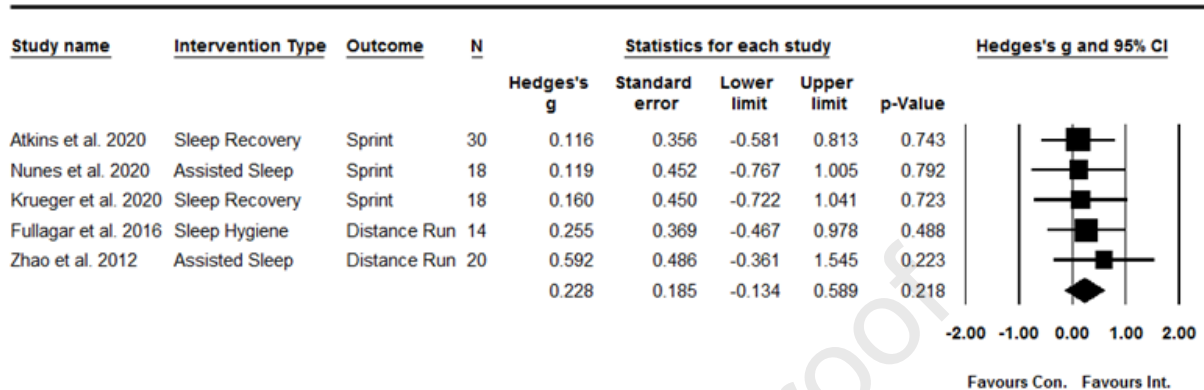 Study name Intervention Type Outcome N Statistics for each study Hedges's g and 95% CI
Hedges's g Standard error Lower limit Upper limit p-Value
Atkins et al. 2020 Sleep Recovery Sprint 30 0.116 0.356 -0.581 0.813 0.743
Nunes et al. 2020 Assisted Sleep Sprint 18 0.119 0.452 -0.767 1.005 0.792
Krueger et al. 2020 Sleep Recovery Sprint 18 0.160 0.450 -0.722 1.041 0.723
Fullagar et al. 2016 Sleep Hygiene Distance Run 14 0.255 0.369 -0.467 0.978 0.488
Zhao et al. 2012 Assisted Sleep Distance Run 20 0.592 0.486 -0.361 1.545 0.223
0.228 0.185 -0.134 0.589 0.218
-2.00 -1.00 0.00 1.00 2.00
Favours Con. Favours Int.